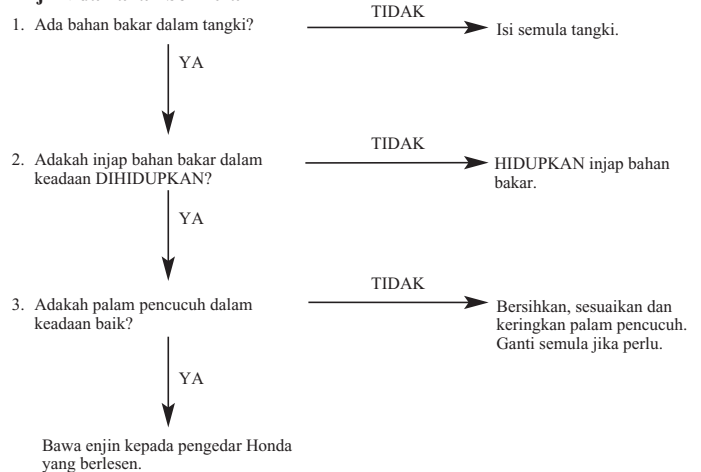 TIDAK
1. Ada bahan bakar dalam tangki?
Isi semula tangki.
YA
TIDAK
2. Adakah injap bahan bakar dalam
keadaan DIHIDUPKAN?
HIDUPKAN injap bahan
bakar.
YA
TIDAK
3. Adakah palam pencucuh dalam
keadaan baik?
Bersihkan, sesuaikan dan
keringkan palam pencucuh.
Ganti semula jika perlu.
YA
Bawa enjin kepada pengedar Honda
yang berlesen.